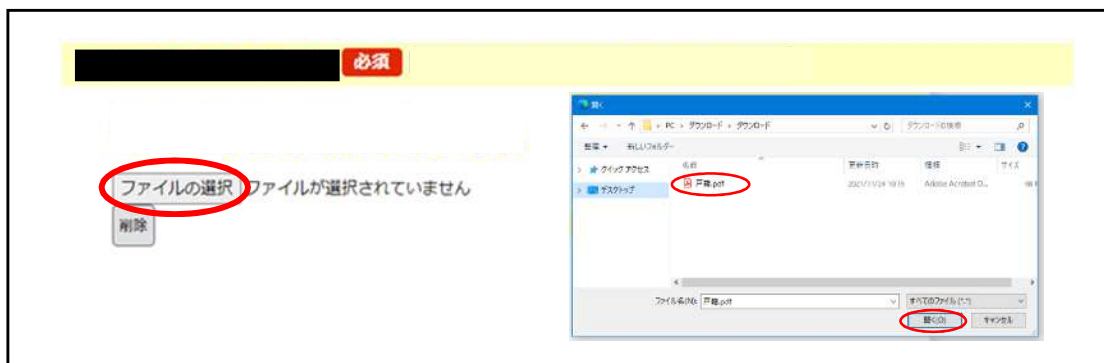 必須
ファイルの選択 ファイルが選択されていません
削除
開く
PC › ダウンロード › ダウンロード
ダウンロードの検索
整理 新しいフォルダー
クイック アクセス
デスクトップ
名前 更新日時 種類 サイズ
戸籍.pdf 2021/11/24 Adobe Acrobat D...
ファイル名(N): 戸籍.pdf
すべてのファイル (*.*)
開く(O) キャンセル